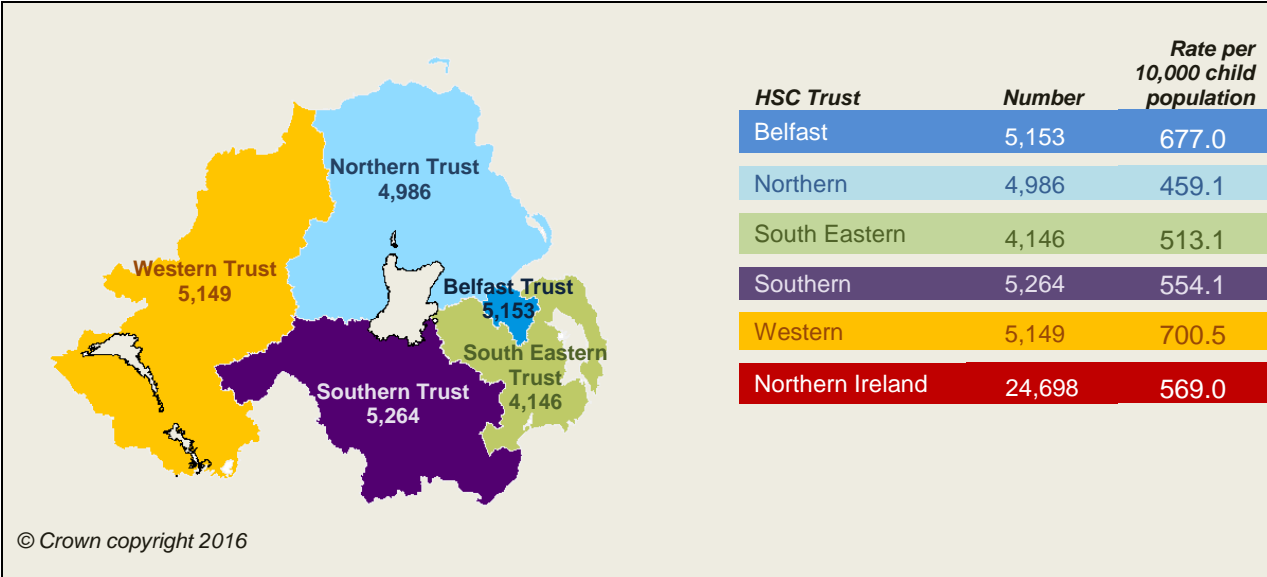 Northern Trust
4,986
Western Trust
5,149
Belfast Trust
5,153
South Eastern
Trust
4,146
Southern Trust
5,264
© Crown copyright 2016
HSC Trust Number Rate per
10,000 child
population
Belfast 5,153 677.0
Northern 4,986 459.1
South Eastern 4,146 513.1
Southern 5,264 554.1
Western 5,149 700.5
Northern Ireland 24,698 569.0